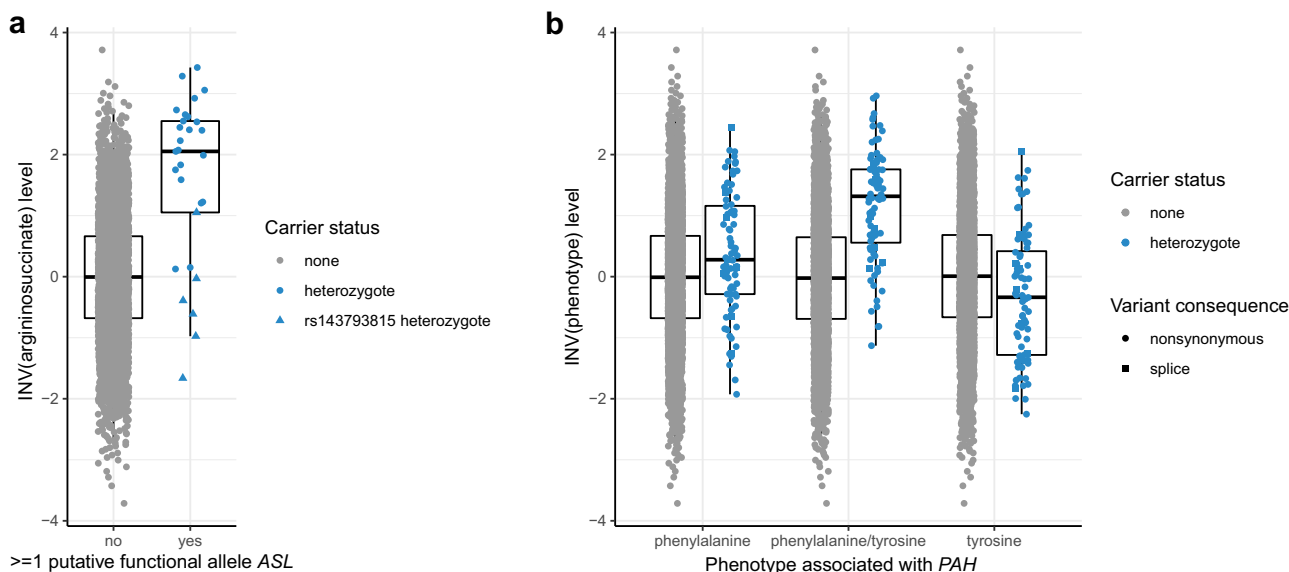 a
INV(argininosuccinate) level
4
2
0
−2
−4
no
yes
>=1 putative functional allele ASL
Carrier status
none
heterozygote
rs143793815 heterozygote
b
INV(phenotype) level
4
2
0
−2
−4
phenylalanine
phenylalanine/tyrosine
tyrosine
Phenotype associated with PAH
Carrier status
none
heterozygote
Variant consequence
nonsynonymous
splice